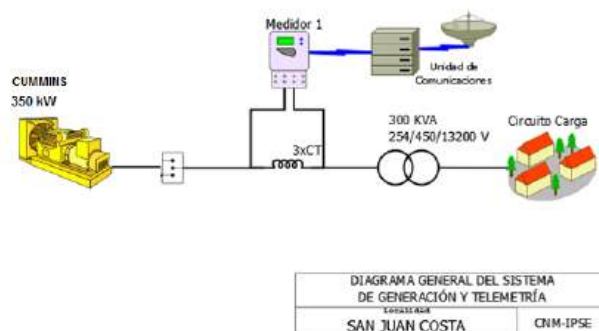 Medidor 1
Unidad de
Comunicaciones
CUMMINS
350 kW
3xCT
300 KVA
254/450/13200 V
Circuito Carga
DIAGRAMA GENERAL DEL SISTEMA
DE GENERACIÓN Y TELEMETRÍA
Localidad
SAN JUAN COSTA
CNM-IPSE